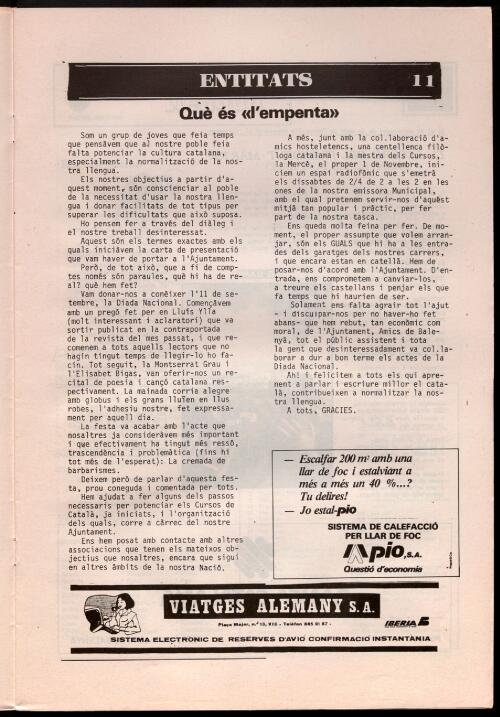 ENTITATS 11
Què és «l'empenta»
Som un grup de joves que feia temps
que pensàvem que al nostre poble feia
falta potenciar la cultura catalana,
especialment la normalització de la nos-
tra llengua.
Els nostres objectius a partir d'a-
quest moment, són conscienciar al poble
de la necessitat d'usar la nostra llen-
gua i donar facilitats de tot tipus per
superar les dificultats que això suposa.
Ho pensem fer a través del diàleg i
el nostre treball desinteressat.
Aquest són els termes exactes amb els
quals iniciàvem la carta de presentació
que vam haver de portar a l'Ajuntament.
Però, de tot això, que a fi de comp-
tes només són paraules, què hi ha de re-
al? què hem fet?
Vam donar-nos a conèixer l'11 de se-
tembre, la Diada Nacional. Començàvem
amb un pregó fet per en Lluís Ylla
(molt interessant i aclaratori) que va
sortir publicat en la contraportada
de la revista del mes passat, i que re-
comenem a tots aquells lectors que no
hagin tingut temps de llegir-lo ho fa-
cin. Tot seguit, la Montserrat Grau i
l'Elisabet Bigas, van oferir-nos un re-
cital de poesia i cançó catalana res-
pectivament. La mainada corria alegre
amb globus i els grans lluïen en llus
robes, l'adhesiu nostre, fet expressa-
ment per aquell dia.
La festa va acabar amb l'acte que
nosaltres ja consideràvem més important
i que efectivament ha tingut més ressò,
trascendència i problemàtica (fins hi
tot més de l'esperat): La cremada de
barbarismes.
Deixem però de parlar d'aquesta fes-
ta, prou coneguda i comentada per tots.
Hem ajudat a fer alguns dels passos
necessaris per potenciar els Cursos de
Català, ja iniciats, i l'organització
dels quals, corre a càrrec del nostre
Ajuntament.
Ens hem posat amb contacte amb altres
associacions que tenen els mateixos ob-
jectius que nosaltres, encara que sigui
en altres àmbits de la nostra Nació.
A més, junt amb la col.laboració d'a-
mics hosteletencs, una centellenca filò-
loga catalana i la mestra dels Cursos,
la Mercè, el proper 1 de Novembre, ini-
ciem un espai radiofònic que s'emetrà
els dissabtes de 2/4 de 2 a les 2 en les
ones de la nostra emissora Municipal,
amb el qual pretenem servir-nos d'aquest
mitjà tan popular i pràctic, per fer
part de la nostra tasca.
Ens queda molta feina per fer. De mo-
ment, el proper assumpte que volem arran-
jar, són els GUALS que hi ha a les entra-
des dels garatges dels nostres carrers,
i que encara estan en catellà. Hem de
posar-nos d'acord amb l'Ajuntament. D'en-
trada, ens comprometem a canviar-los,
a treure els castellans i penjar els que
fa temps que hi haurien de ser.
Solament ens falta agrair tot l'ajut
- i disculpar-nos per no haver-ho fet
abans- que hem rebut, tan econòmic com
moral, de l'Ajuntament, Amics de Bale-
nyà, tot el públic assistent i tota
la gent que desinteressadament va col.la-
borar a dur a bon terme els actes de la
Diada Nacional.
Ah! i felicitem a tots els qui apre-
nent a parlar i escriure millor el cata-
là, contribueixen a normalitzar la nos-
tra llengua.
A tots, GRACIES.
— Escalfar 200 m² amb una
llar de foc i estalviant a
més a més un 40 %...?
Tu delires!
— Jo estal-pio
SISTEMA DE CALEFACCIÓ
PER LLAR DE FOC
pio, S.A.
Questió d'economia
VIATGES ALEMANY S.A.
Plaça Major, n.º 13, VIC - Telèfon 885 01 87 -
IBERIA
SISTEMA ELECTRÒNIC DE RESERVES D'AVIÓ CONFIRMACIÓ INSTANTÀNIA